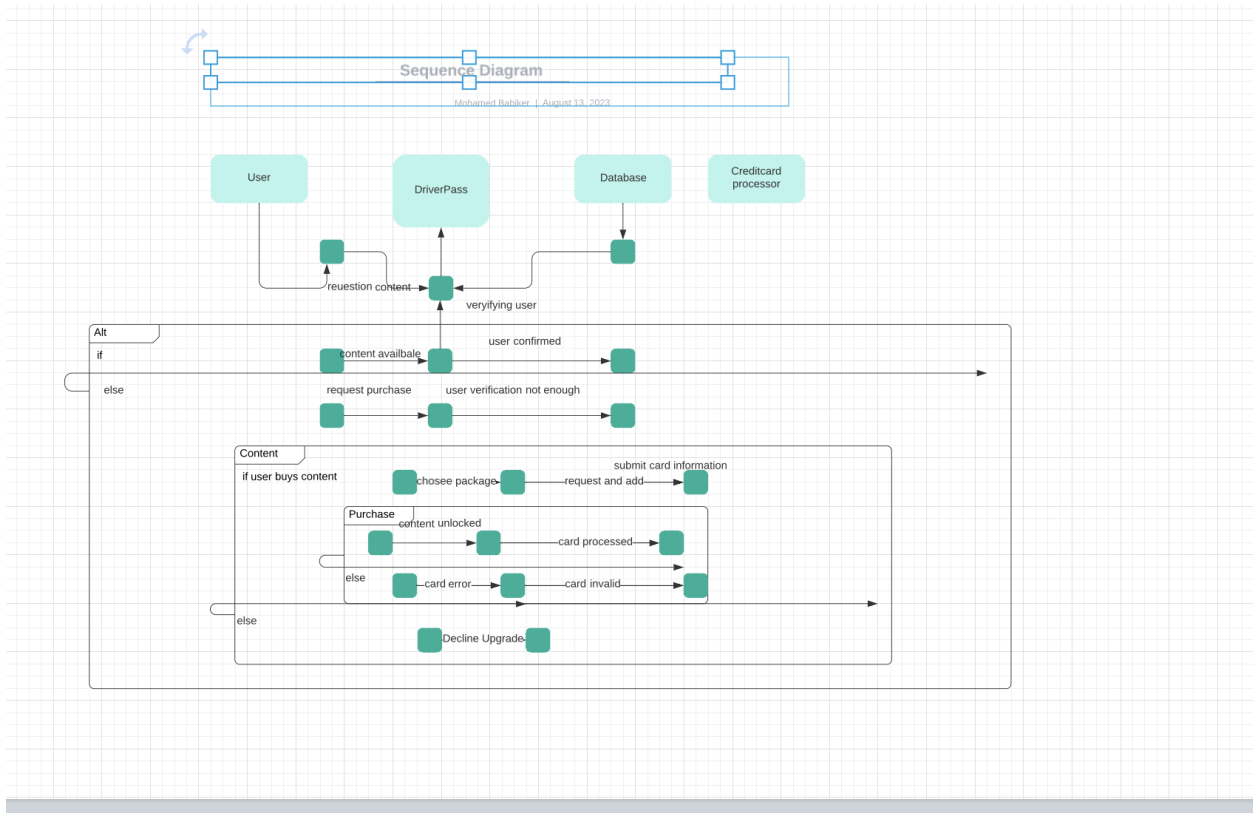 Sequence Diagram
Mohamed Babiker | August 13, 2023
User
DriverPass
Database
Creditcard
processor
reuestion content
veryifying user
Alt
if
content availbale
user confirmed
else
request purchase
user verification not enough
Content
if user buys content
submit card information
chosee package
request and add
Purchase
content unlocked
card processed
else
card error
card invalid
else
Decline Upgrade